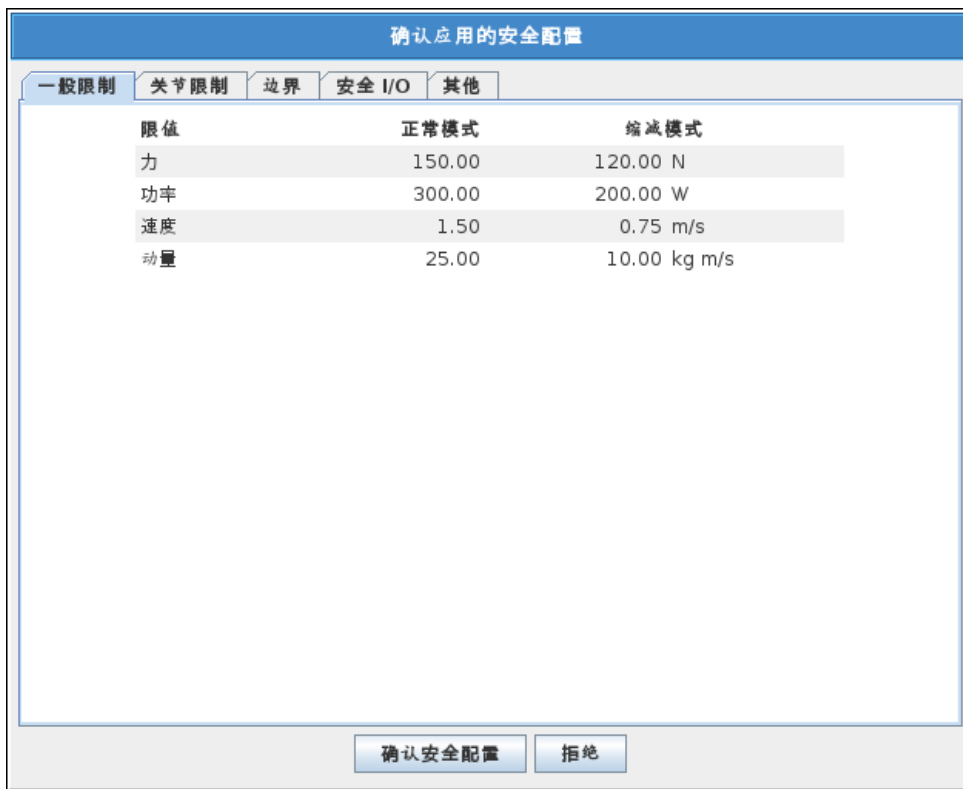 确认应用的安全配置
一般限制 关节限制 边界 安全 I/O 其他
限值 正常模式 缩减模式
力 150.00 120.00 N
功率 300.00 200.00 W
速度 1.50 0.75 m/s
动量 25.00 10.00 kg m/s
确认安全配置 拒绝